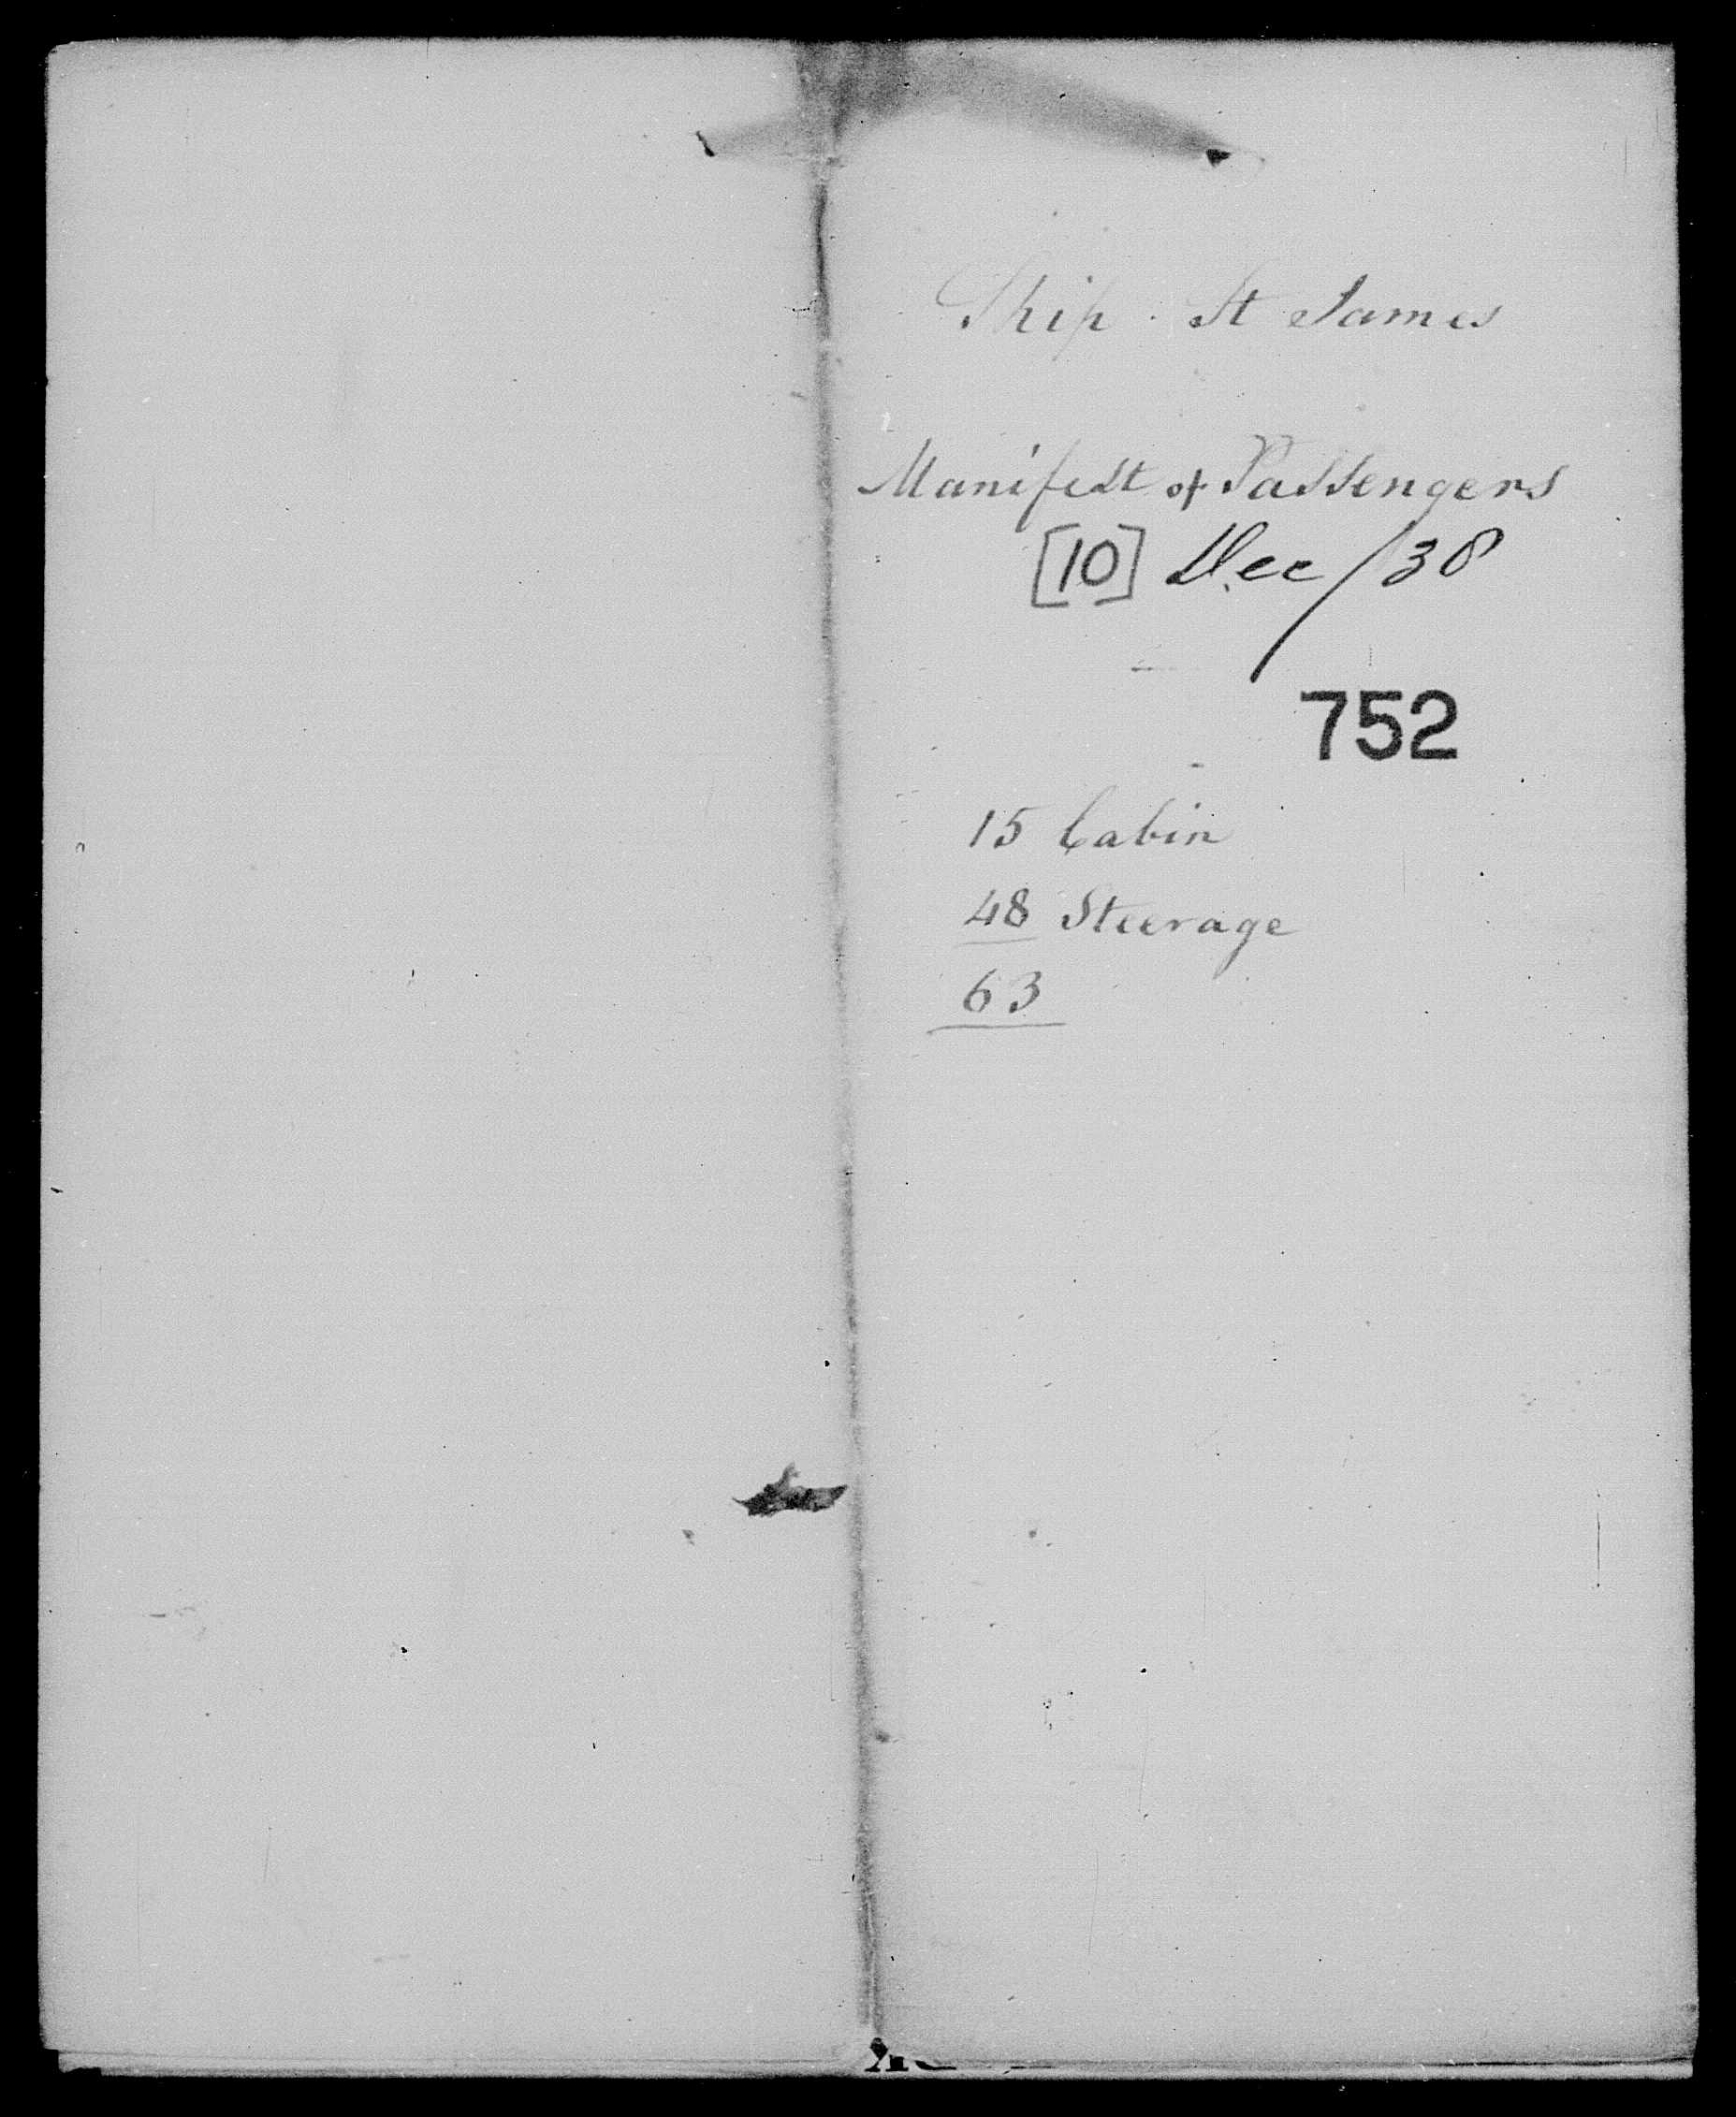 Ship St James
Manifest of Passengers
[10] Dec/38
752
15 Cabin
48 Steerage
63